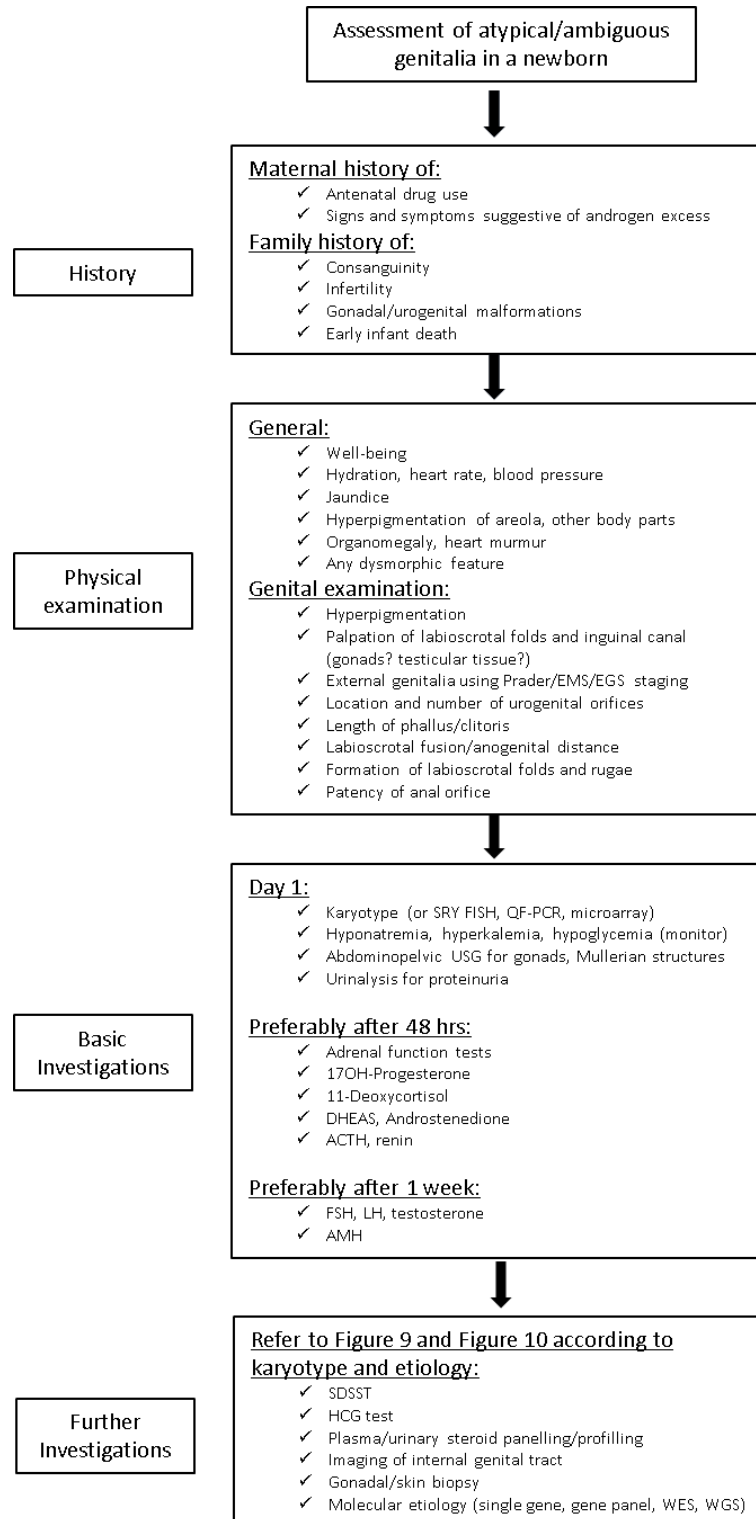 Assessment of atypical/ambiguous
genitalia in a newborn
History
Maternal history of:
✓ Antenatal drug use
✓ Signs and symptoms suggestive of androgen excess
Family history of:
✓ Consanguinity
✓ Infertility
✓ Gonadal/urogenital malformations
✓ Early infant death
Physical
examination
General:
✓ Well-being
✓ Hydration, heart rate, blood pressure
✓ Jaundice
✓ Hyperpigmentation of areola, other body parts
✓ Organomegaly, heart murmur
✓ Any dysmorphic feature
Genital examination:
✓ Hyperpigmentation
✓ Palpation of labioscrotal folds and inguinal canal
(gonads? testicular tissue?)
✓ External genitalia using Prader/EMS/EGS staging
✓ Location and number of urogenital orifices
✓ Length of phallus/clitoris
✓ Labioscrotal fusion/anogenital distance
✓ Formation of labioscrotal folds and rugae
✓ Patency of anal orifice
Basic
Investigations
Day 1:
✓ Karyotype (or SRY FISH, QF-PCR, microarray)
✓ Hyponatremia, hyperkalemia, hypoglycemia (monitor)
✓ Abdominopelvic USG for gonads, Mullerian structures
✓ Urinalysis for proteinuria
Preferably after 48 hrs:
✓ Adrenal function tests
✓ 17OH-Progesterone
✓ 11-Deoxycortisol
✓ DHEAS, Androstenedione
✓ ACTH, renin
Preferably after 1 week:
✓ FSH, LH, testosterone
✓ AMH
Further
Investigations
Refer to Figure 9 and Figure 10 according to
karyotype and etiology:
✓ SDSST
✓ HCG test
✓ Plasma/urinary steroid panelling/profilling
✓ Imaging of internal genital tract
✓ Gonadal/skin biopsy
✓ Molecular etiology (single gene, gene panel, WES, WGS)